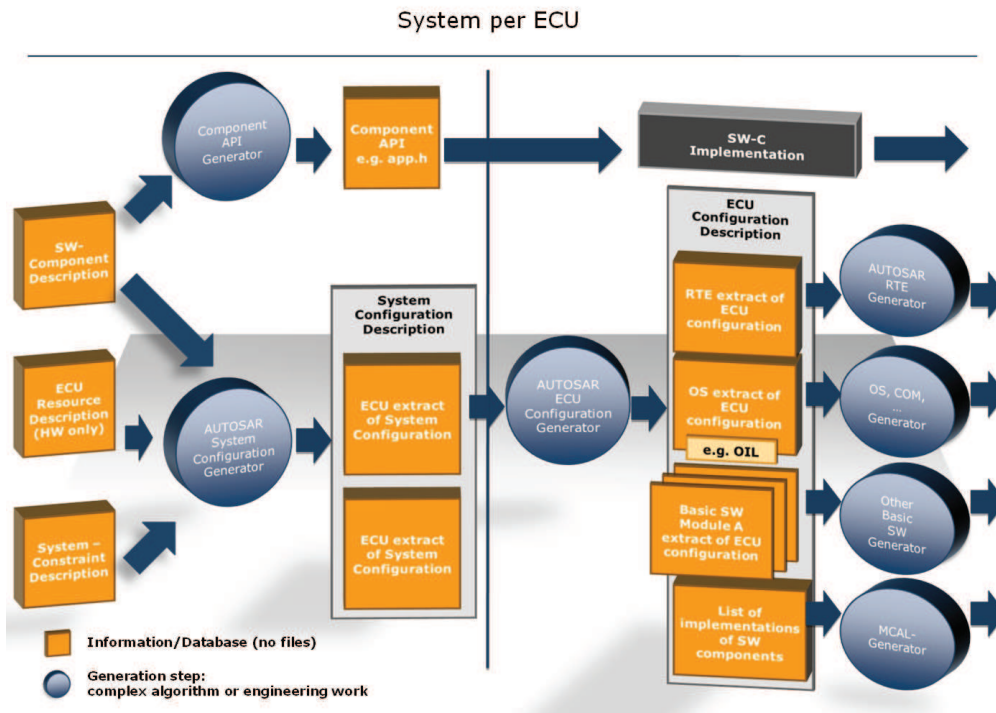 System per ECU
Component
API
Generator
Component
API
e.g. app.h
SW-C
Implementation
SW-
Component
Description
ECU
Resource
Description
(HW only)
System –
Constraint
Description
AUTOSAR
System
Configuration
Generator
System
Configuration
Description
ECU extract
of System
Configuration
ECU extract
of System
Configuration
AUTOSAR
ECU
Configuration
Generator
ECU
Configuration
Description
RTE extract of
ECU
configuration
OS extract of
ECU
configuration
e.g. OIL
Basic SW
Module A
extract of ECU
configuration
List of
implementations
of SW
components
AUTOSAR
RTE
Generator
OS, COM,
...
Generator
Other
Basic
SW
Generator
MCAL-
Generator
Information/Database (no files)
Generation step:
complex algorithm or engineering work